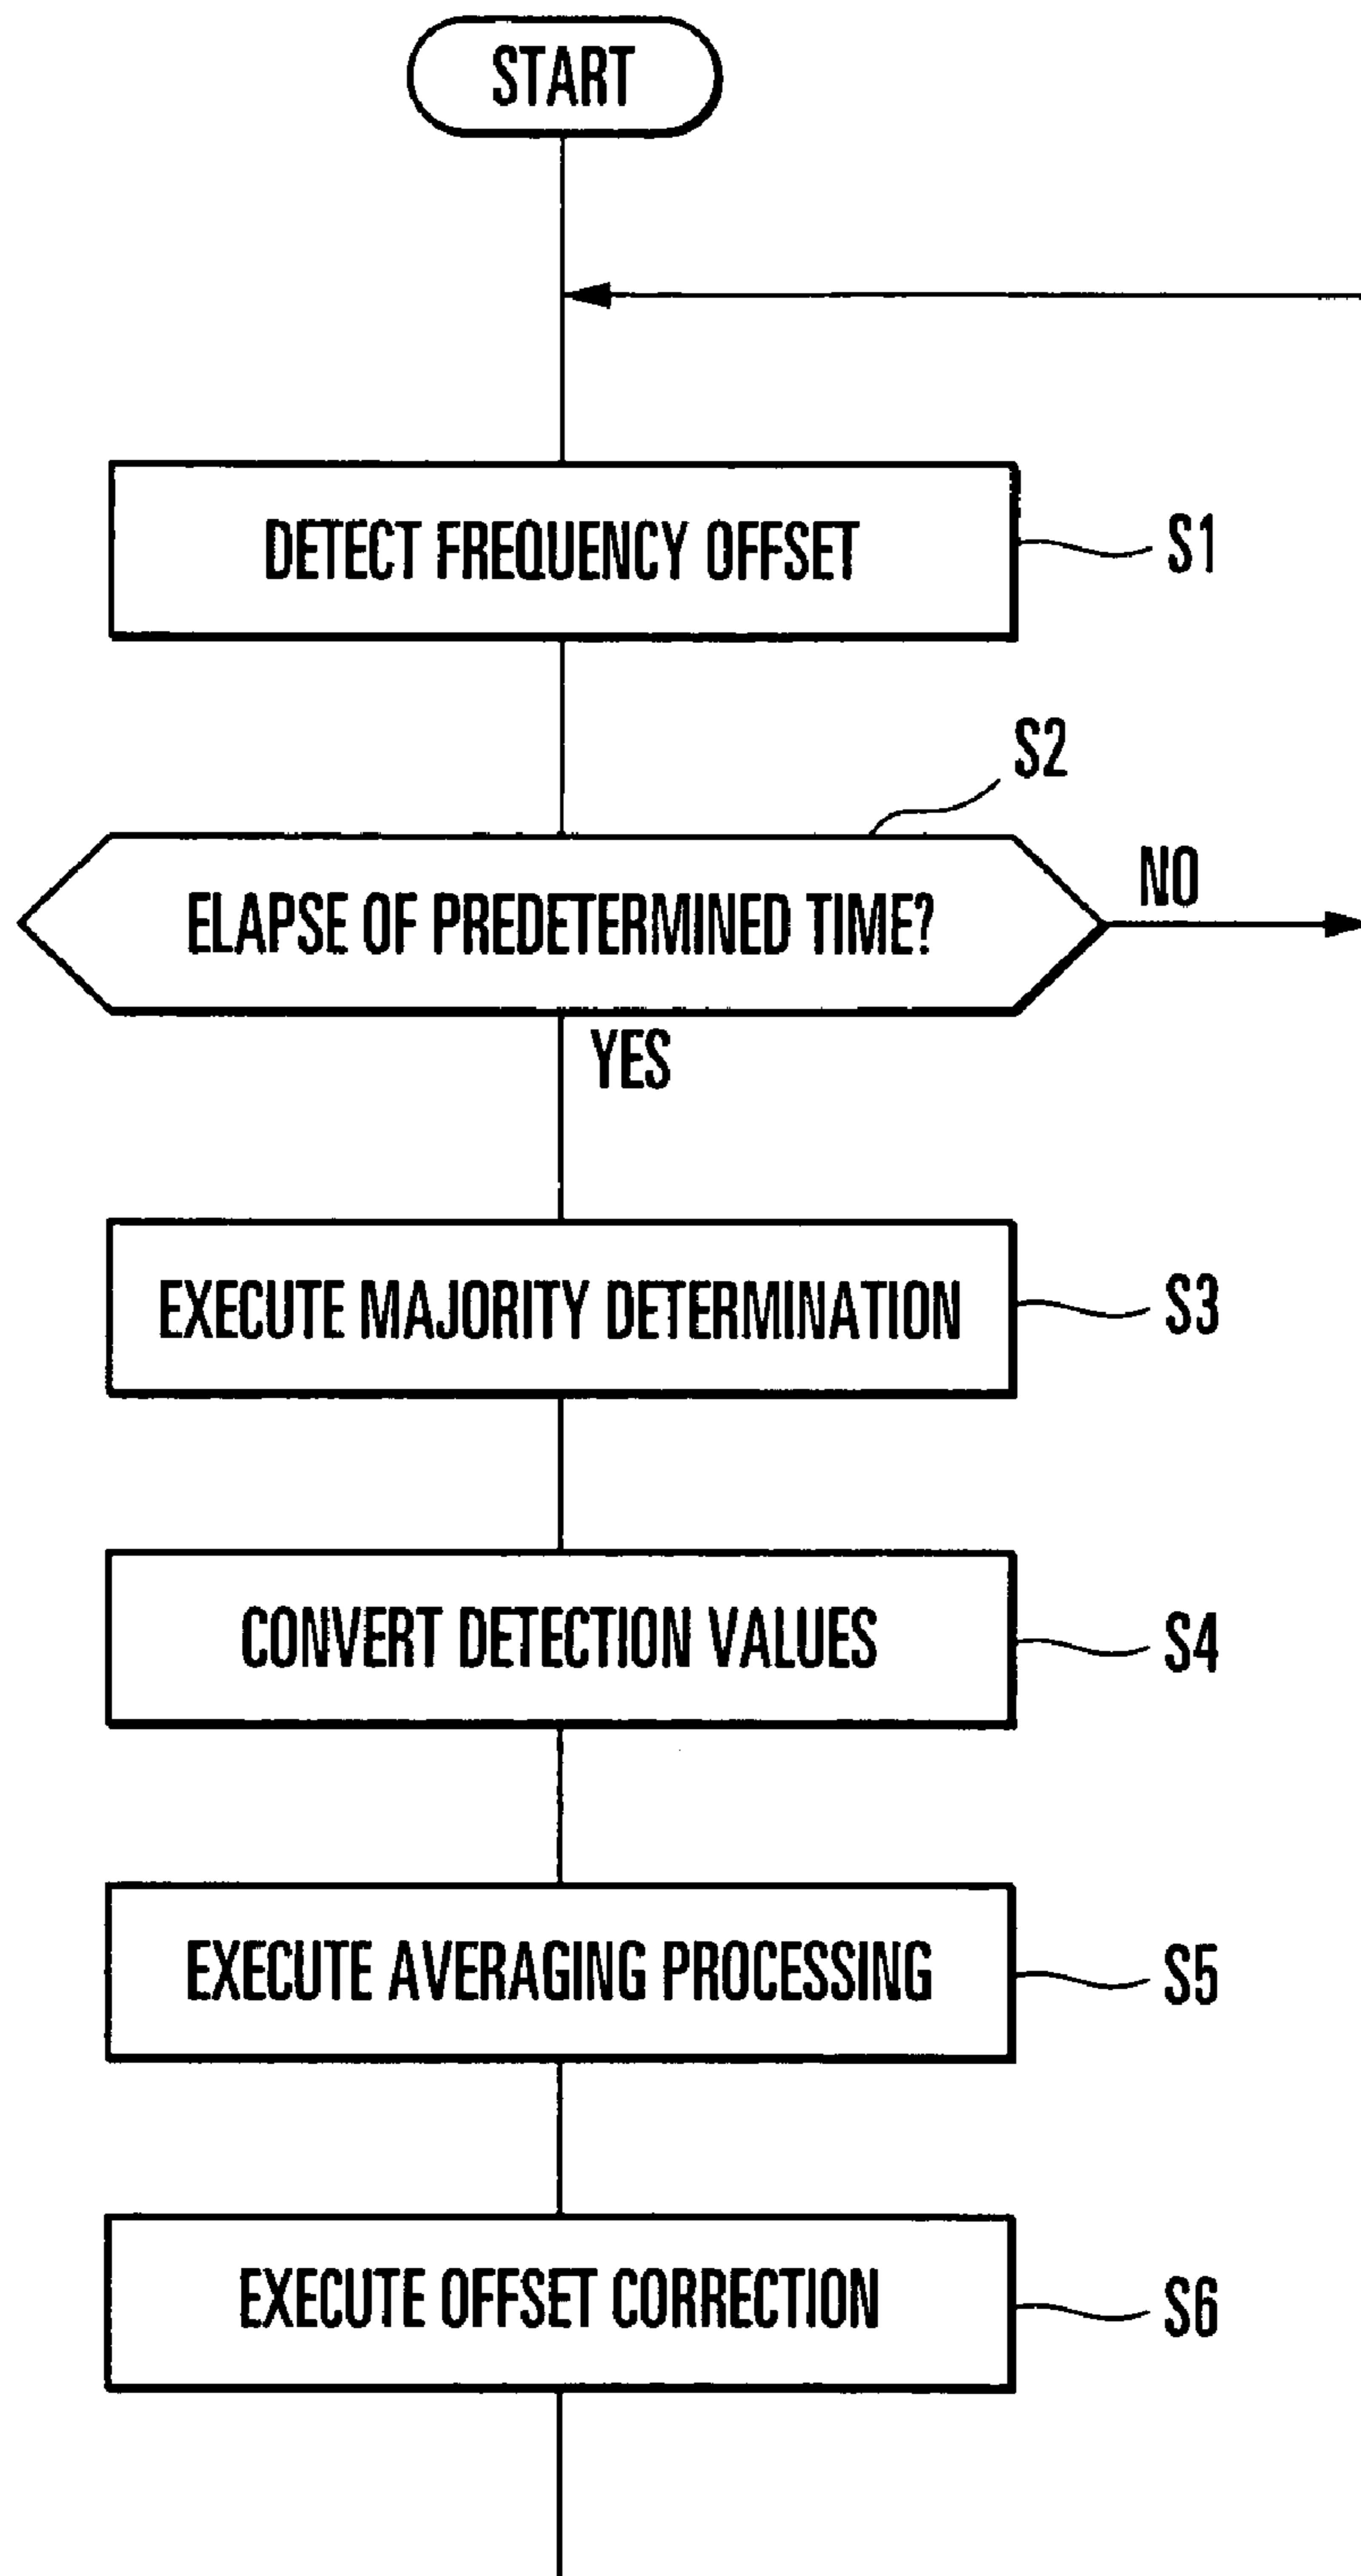 START
DETECT FREQUENCY OFFSET
S1
S2
ELAPSE OF PREDETERMINED TIME?
NO
YES
EXECUTE MAJORITY DETERMINATION
S3
CONVERT DETECTION VALUES
S4
EXECUTE AVERAGING PROCESSING
S5
EXECUTE OFFSET CORRECTION
S6